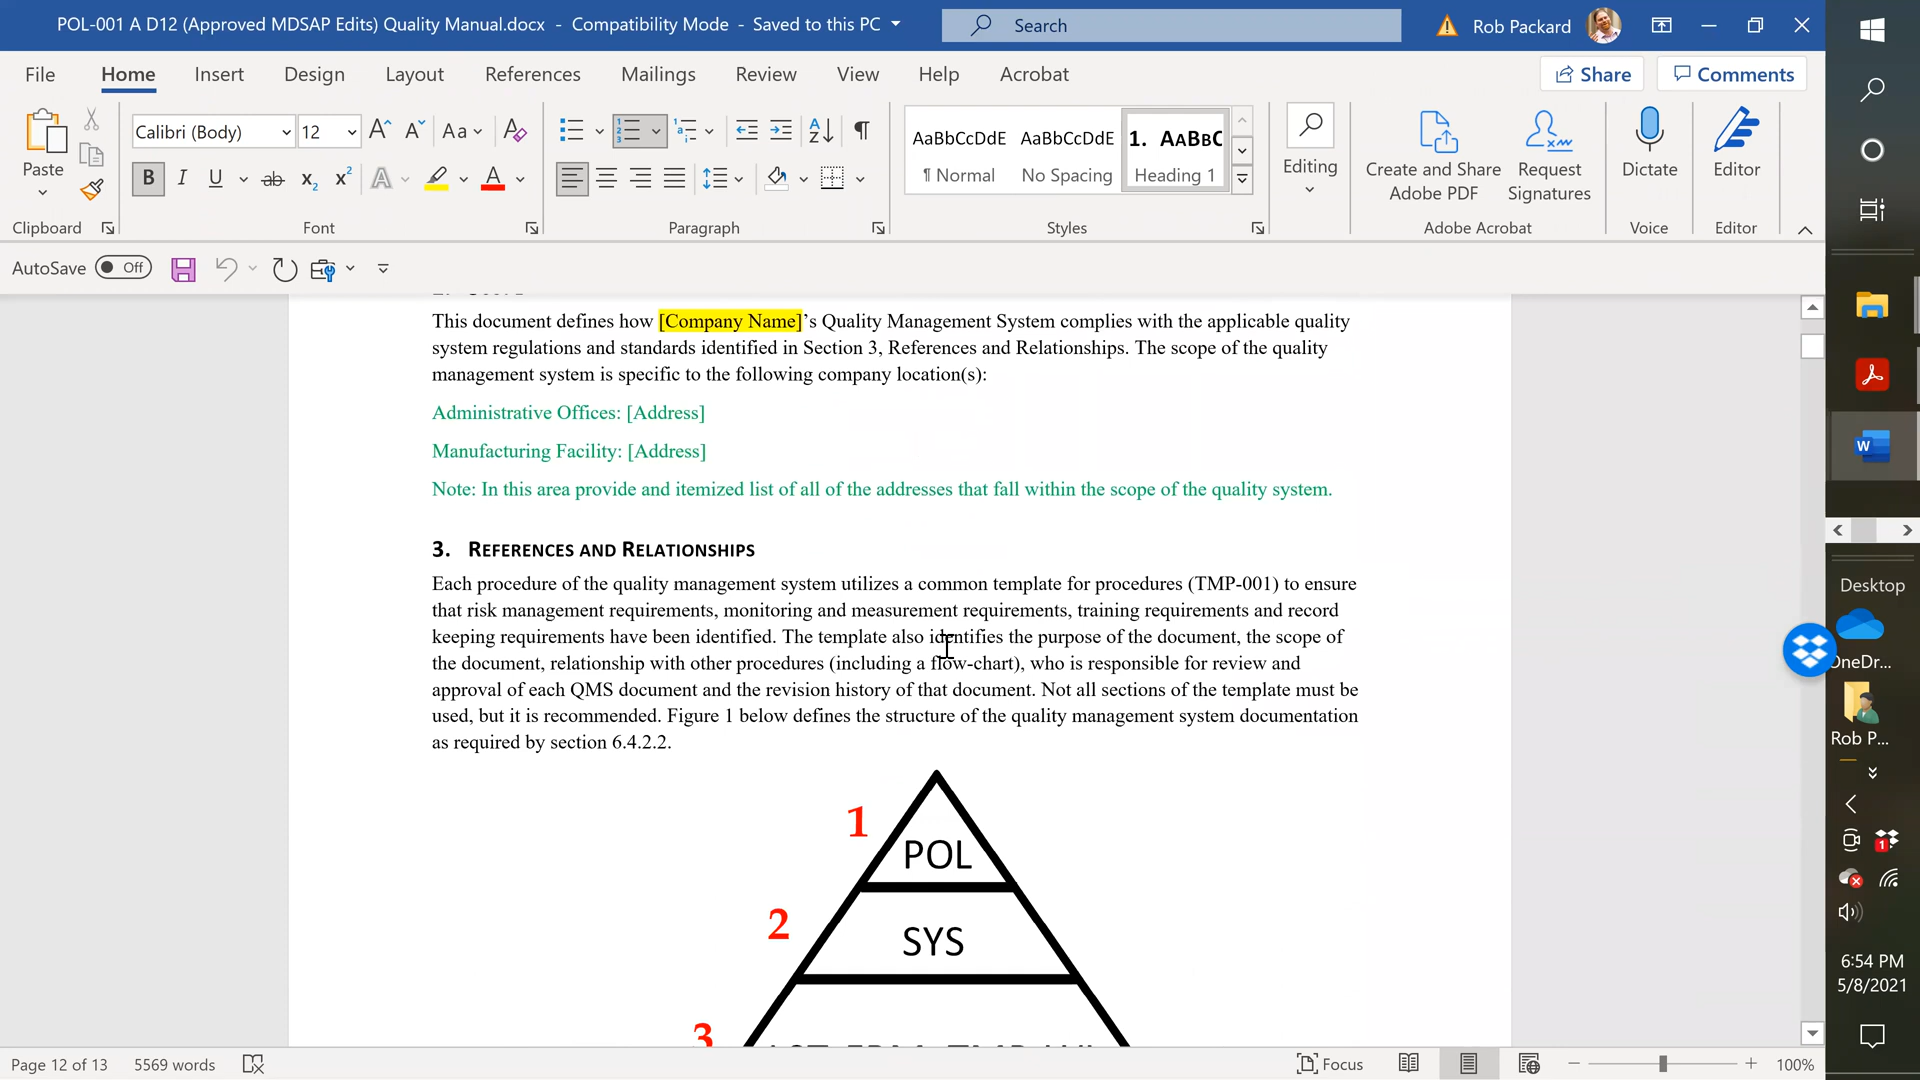 POL-001 A D12 (Approved MDSAP Edits) Quality Manual.docx - Compatibility Mode - Saved to this PC
Search
Rob Packard
File Home Insert Design Layout References Mailings Review View Help Acrobat
Share Comments
Paste
Calibri (Body) 12
AaBbCcDdE AaBbCcDdE 1. AABBC
¶ Normal No Spacing Heading 1
Editing
Create and Share
Adobe PDF
Request
Signatures
Dictate
Editor
Clipboard Font Paragraph Styles Adobe Acrobat Voice Editor
AutoSave Off
This document defines how [Company Name]’s Quality Management System complies with the applicable quality
system regulations and standards identified in Section 3, References and Relationships. The scope of the quality
management system is specific to the following company location(s):
Administrative Offices: [Address]
Manufacturing Facility: [Address]
Note: In this area provide and itemized list of all of the addresses that fall within the scope of the quality system.
3. REFERENCES AND RELATIONSHIPS
Each procedure of the quality management system utilizes a common template for procedures (TMP-001) to ensure
that risk management requirements, monitoring and measurement requirements, training requirements and record
keeping requirements have been identified. The template also identifies the purpose of the document, the scope of
the document, relationship with other procedures (including a flow-chart), who is responsible for review and
approval of each QMS document and the revision history of that document. Not all sections of the template must be
used, but it is recommended. Figure 1 below defines the structure of the quality management system documentation
as required by section 6.4.2.2.
1
POL
2
SYS
3
Page 12 of 13 5569 words
Focus
100%
Desktop
OneDr...
Rob P...
1
6:54 PM
5/8/2021